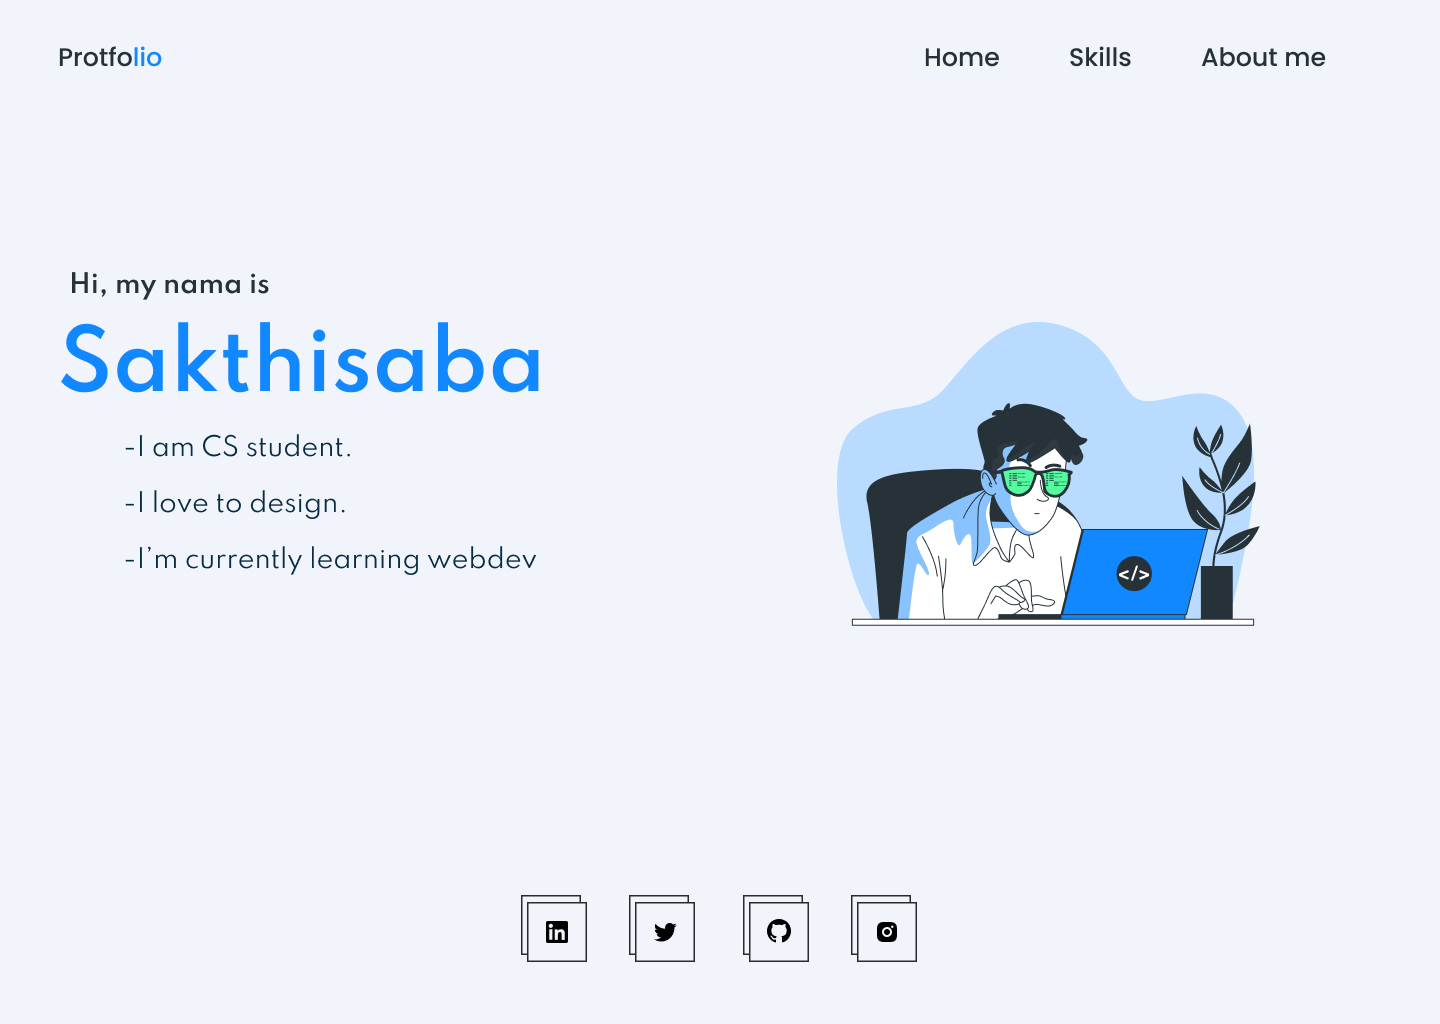 Protfolio
Home Skills About me
Hi, my nama is
Sakthisaba
-I am CS student.
-I love to design.
-I’m currently learning webdev
</>
in